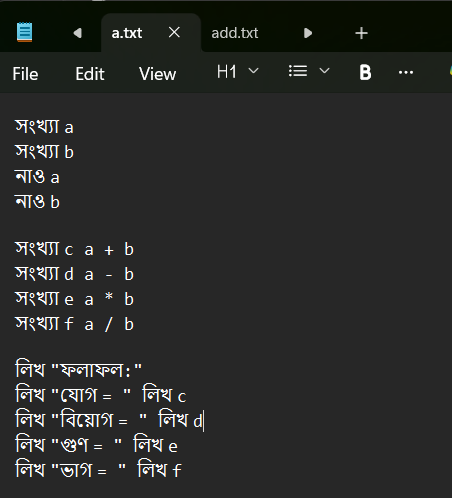 a.txt
add.txt
File Edit View H1 B
সংখ্যা a
সংখ্যা b
নাও a
নাও b
সংখ্যা c a + b
সংখ্যা d a - b
সংখ্যা e a * b
সংখ্যা f a / b
লিখ "ফলাফল:"
লিখ "যোগ = " লিখ c
লিখ "বিয়োগ = " লিখ d
লিখ "গুণ = " লিখ e
লিখ "ভাগ = " লিখ f